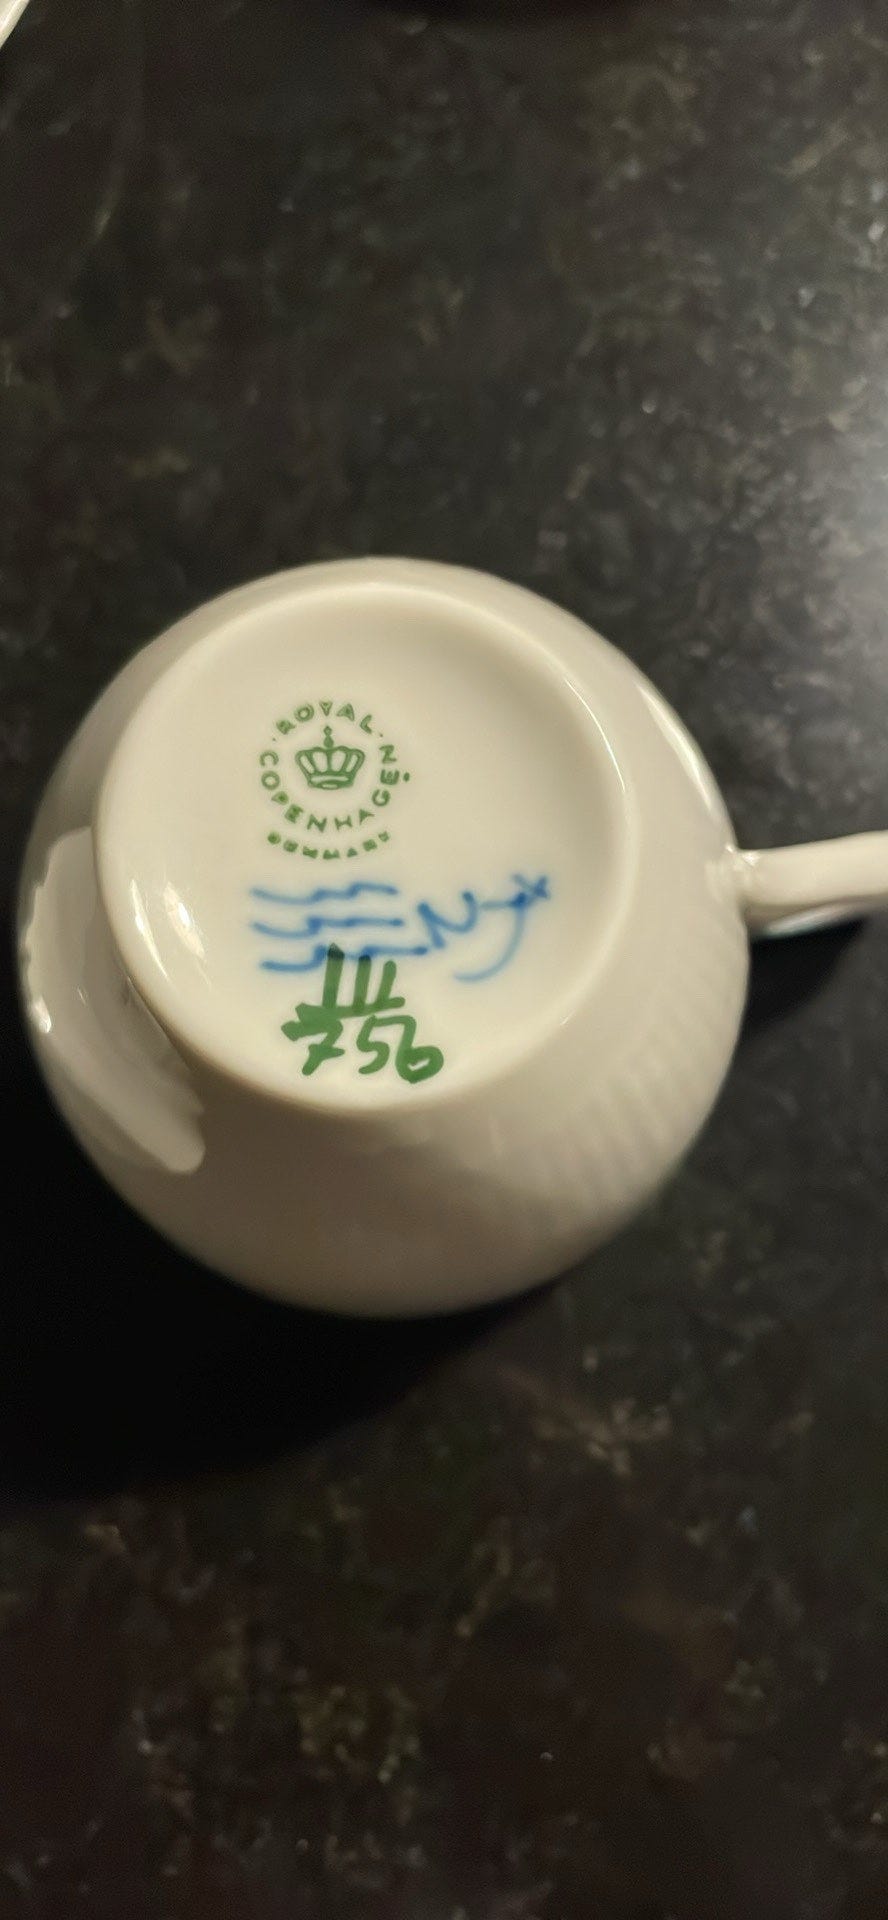 ROYAL
COPENHAGEN
DENMARK
756